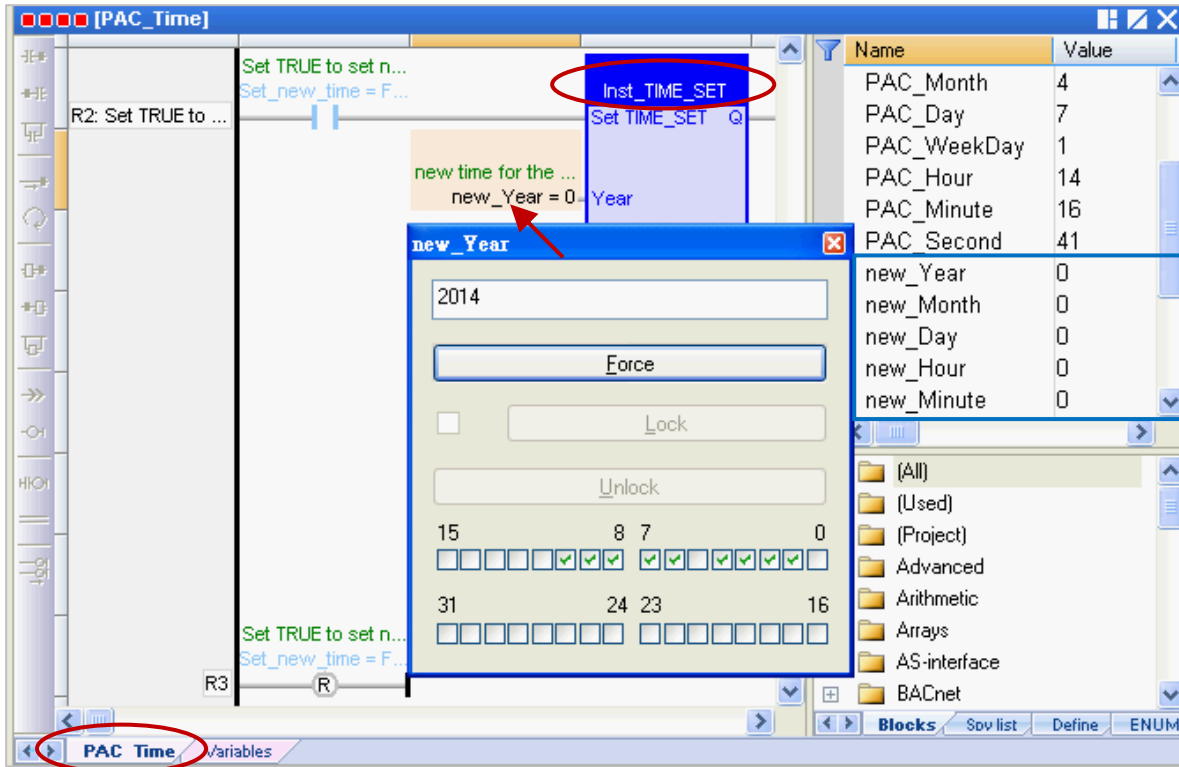 [PAC_Time]
Set TRUE to set n...
Set_new_time = F...
R2: Set TRUE to ...
Inst_TIME_SET
Set TIME_SET Q
new time for the ...
new_Year = 0
Year
new_Year
2014
Force
Lock
Unlock
15 8 7 0
31 24 23 16
Set TRUE to set n...
Set_new_time = F...
R3
R
Name Value
PAC_Month 4
PAC_Day 7
PAC_WeekDay 1
PAC_Hour 14
PAC_Minute 16
PAC_Second 41
new_Year 0
new_Month 0
new_Day 0
new_Hour 0
new_Minute 0
(All)
(Used)
(Project)
Advanced
Arithmetic
Arrays
AS-interface
BACnet
Blocks Spy list Define ENUM
PAC_Time Variables